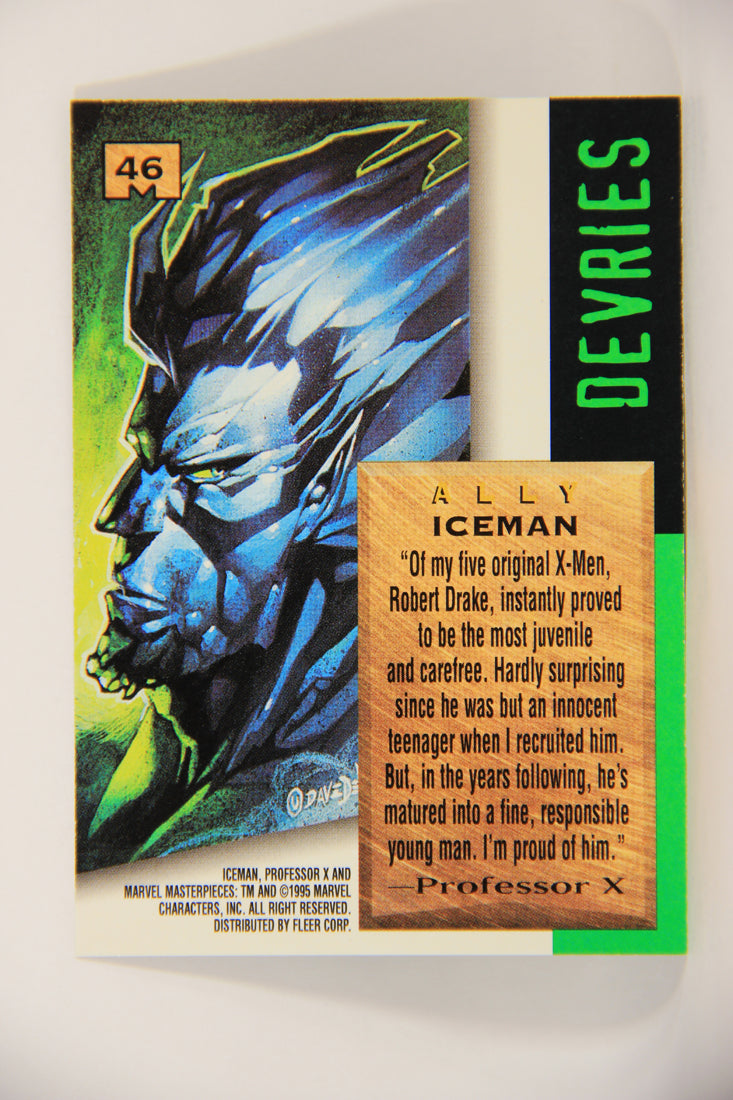 46
DEVRIES
ALLY
ICEMAN
“Of my five original X-Men,
Robert Drake, instantly proved
to be the most juvenile
and carefree. Hardly surprising
since he was but an innocent
teenager when I recruited him.
But, in the years following, he's
matured into a fine, responsible
young man. I'm proud of him.”
—Professor X
DAVE
ICEMAN, PROFESSOR X AND
MARVEL MASTERPIECES: TM AND ©1995 MARVEL
CHARACTERS, INC. ALL RIGHT RESERVED.
DISTRIBUTED BY FLEER CORP.